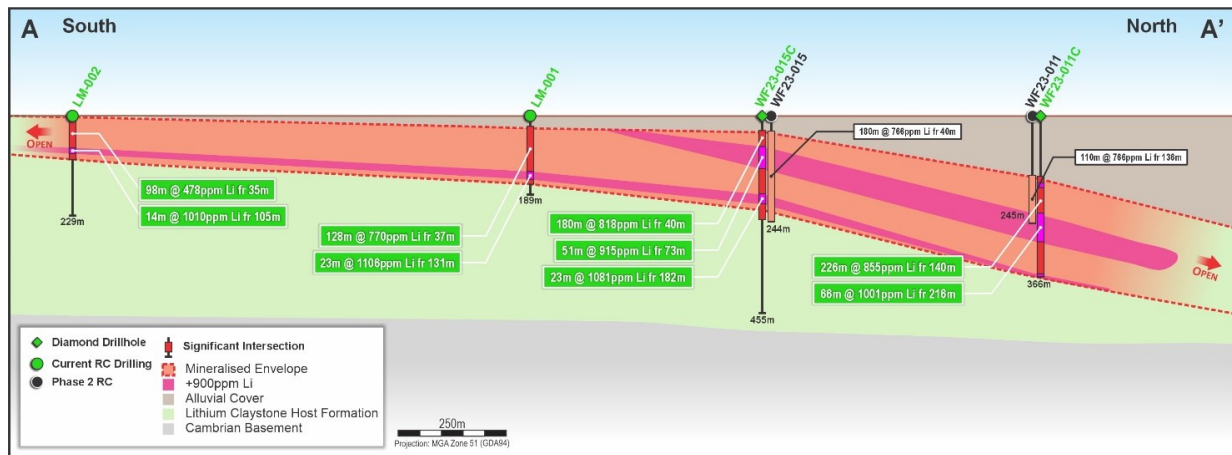 A South
North A'
LM-002
LM-001
WF23-015C
WF23-015
WF23-011
WF23-011C
OPEN
180m @ 766ppm Li fr 40m
110m @ 766ppm Li fr 136m
98m @ 478ppm Li fr 35m
14m @ 1010ppm Li fr 105m
229m
189m
128m @ 770ppm Li fr 37m
23m @ 1106ppm Li fr 131m
180m @ 818ppm Li fr 40m
51m @ 915ppm Li fr 73m
23m @ 1081ppm Li fr 182m
244m
455m
245m
226m @ 855ppm Li fr 140m
66m @ 1001ppm Li fr 216m
366m
OPEN
Diamond Drillhole
Current RC Drilling
Phase 2 RC
Significant Intersection
Mineralised Envelope
+900ppm Li
Alluvial Cover
Lithium Claystone Host Formation
Cambrian Basement
250m
Projection: MGA Zone 51 (GDA94)